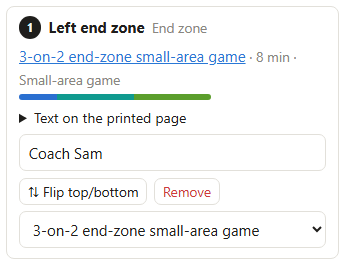 1 Left end zone End zone
3-on-2 end-zone small-area game · 8 min ·
Small-area game
▶ Text on the printed page
Coach Sam
⇅ Flip top/bottom Remove
3-on-2 end-zone small-area game